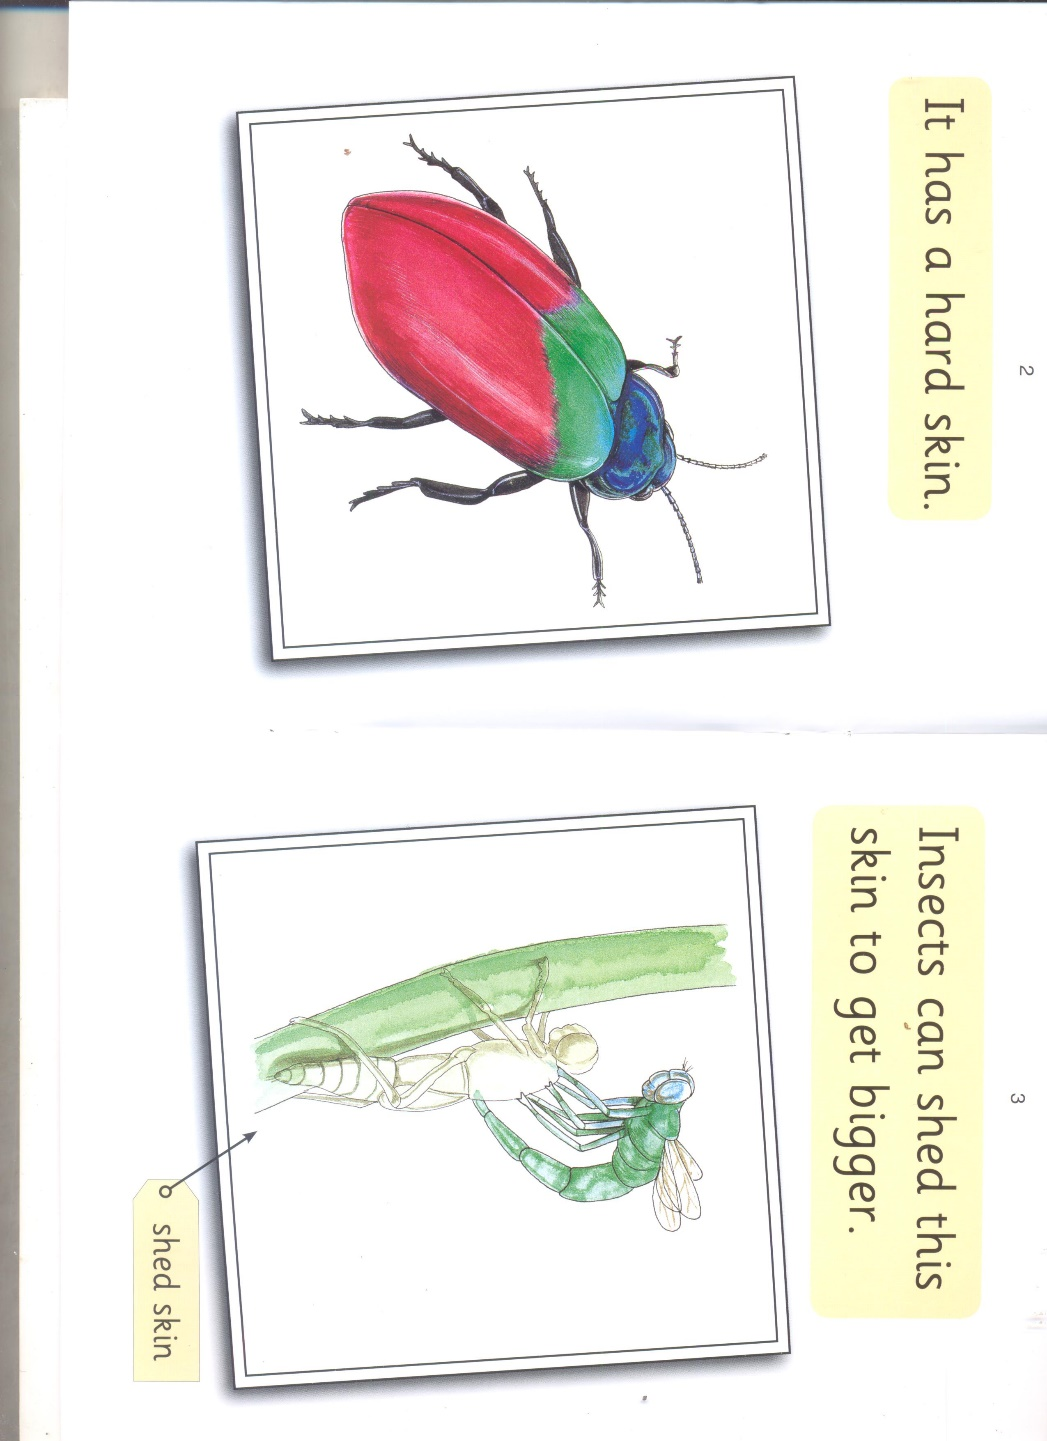 2
It has a hard skin.
3
Insects can shed this
skin to get bigger.
shed skin